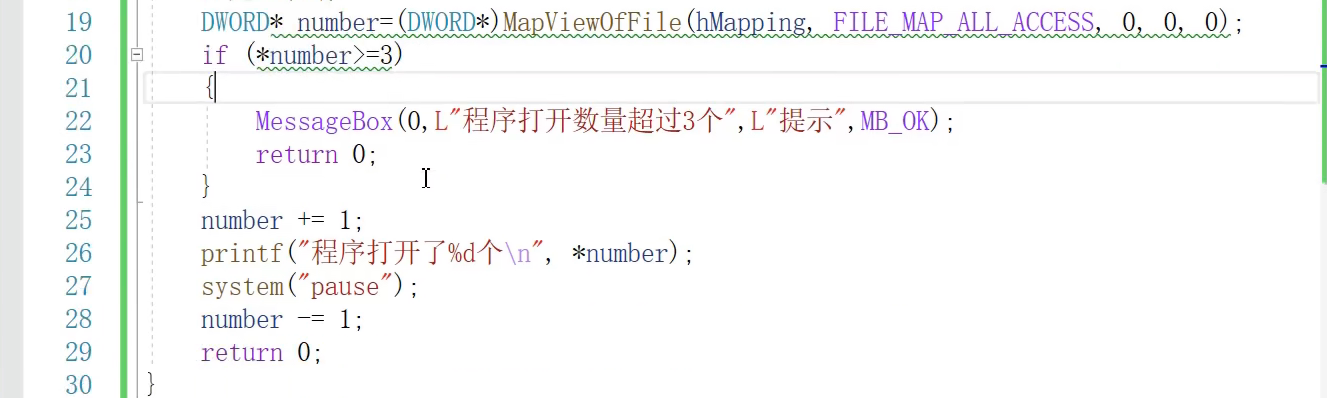 19 DWORD* number=(DWORD*)MapViewOfFile(hMapping, FILE_MAP_ALL_ACCESS, 0, 0, 0);
20 if (*number>=3)
21 {
22 MessageBox(0,L"程序打开数量超过3个",L"提示",MB_OK);
23 return 0;
24 }
25 number += 1;
26 printf("程序打开了%d个\n", *number);
27 system("pause");
28 number -= 1;
29 return 0;
30 }